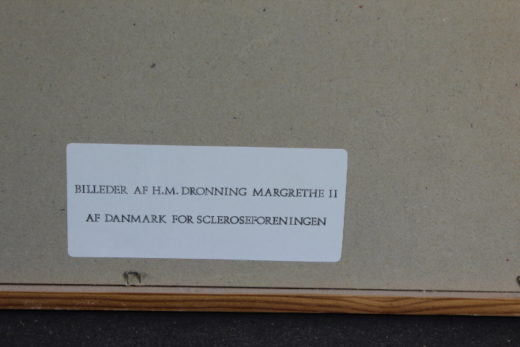 BILLEDER AF H.M. DRONNING MARGRETHE II
AF DANMARK FOR SCLEROSEFORENINGEN